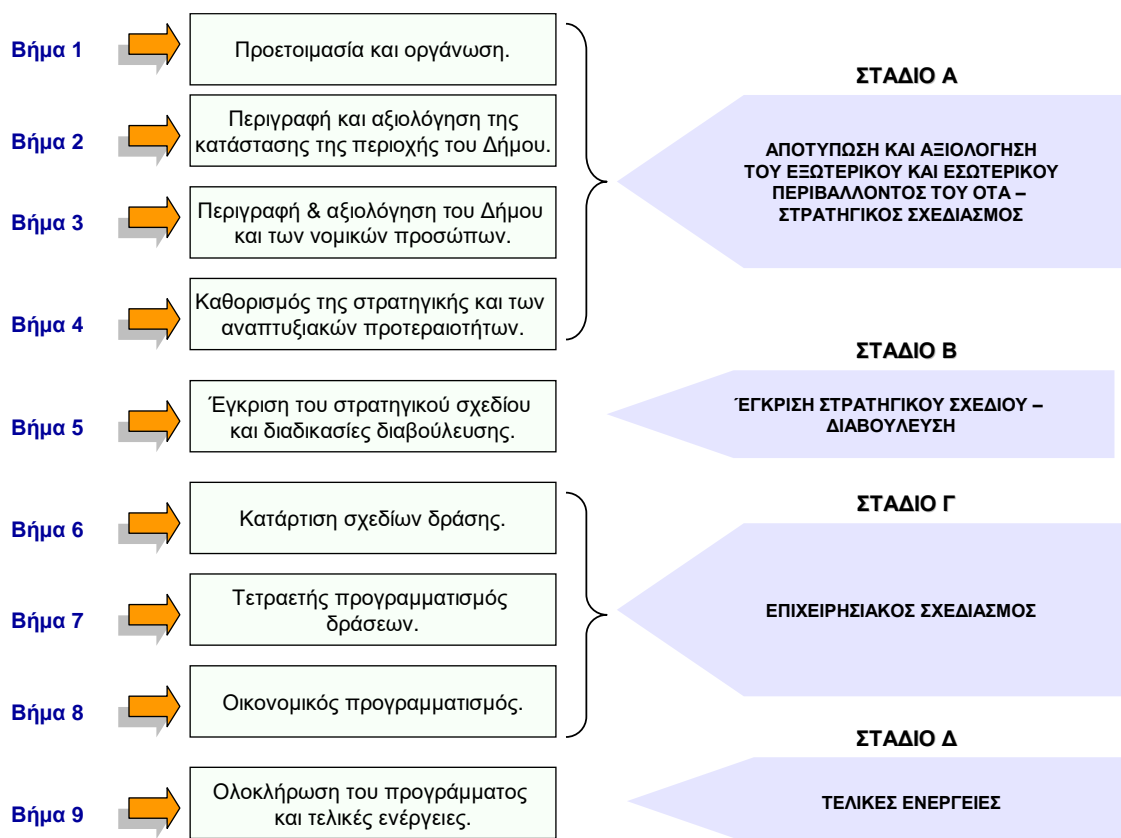 Βήμα 1
Προετοιμασία και οργάνωση.
Βήμα 2
Περιγραφή και αξιολόγηση της
κατάστασης της περιοχής του Δήμου.
Βήμα 3
Περιγραφή & αξιολόγηση του Δήμου
και των νομικών προσώπων.
Βήμα 4
Καθορισμός της στρατηγικής και των
αναπτυξιακών προτεραιοτήτων.
ΣΤΑΔΙΟ Α
ΑΠΟΤΥΠΩΣΗ ΚΑΙ ΑΞΙΟΛΟΓΗΣΗ
ΤΟΥ ΕΞΩΤΕΡΙΚΟΥ ΚΑΙ ΕΣΩΤΕΡΙΚΟΥ
ΠΕΡΙΒΑΛΛΟΝΤΟΣ ΤΟΥ ΟΤΑ –
ΣΤΡΑΤΗΓΙΚΟΣ ΣΧΕΔΙΑΣΜΟΣ
Βήμα 5
Έγκριση του στρατηγικού σχεδίου
και διαδικασίες διαβούλευσης.
ΣΤΑΔΙΟ Β
ΈΓΚΡΙΣΗ ΣΤΡΑΤΗΓΙΚΟΥ ΣΧΕΔΙΟΥ –
ΔΙΑΒΟΥΛΕΥΣΗ
Βήμα 6
Κατάρτιση σχεδίων δράσης.
Βήμα 7
Τετραετής προγραμματισμός
δράσεων.
Βήμα 8
Οικονομικός προγραμματισμός.
ΣΤΑΔΙΟ Γ
ΕΠΙΧΕΙΡΗΣΙΑΚΟΣ ΣΧΕΔΙΑΣΜΟΣ
Βήμα 9
Ολοκλήρωση του προγράμματος
και τελικές ενέργειες.
ΣΤΑΔΙΟ Δ
ΤΕΛΙΚΕΣ ΕΝΕΡΓΕΙΕΣ